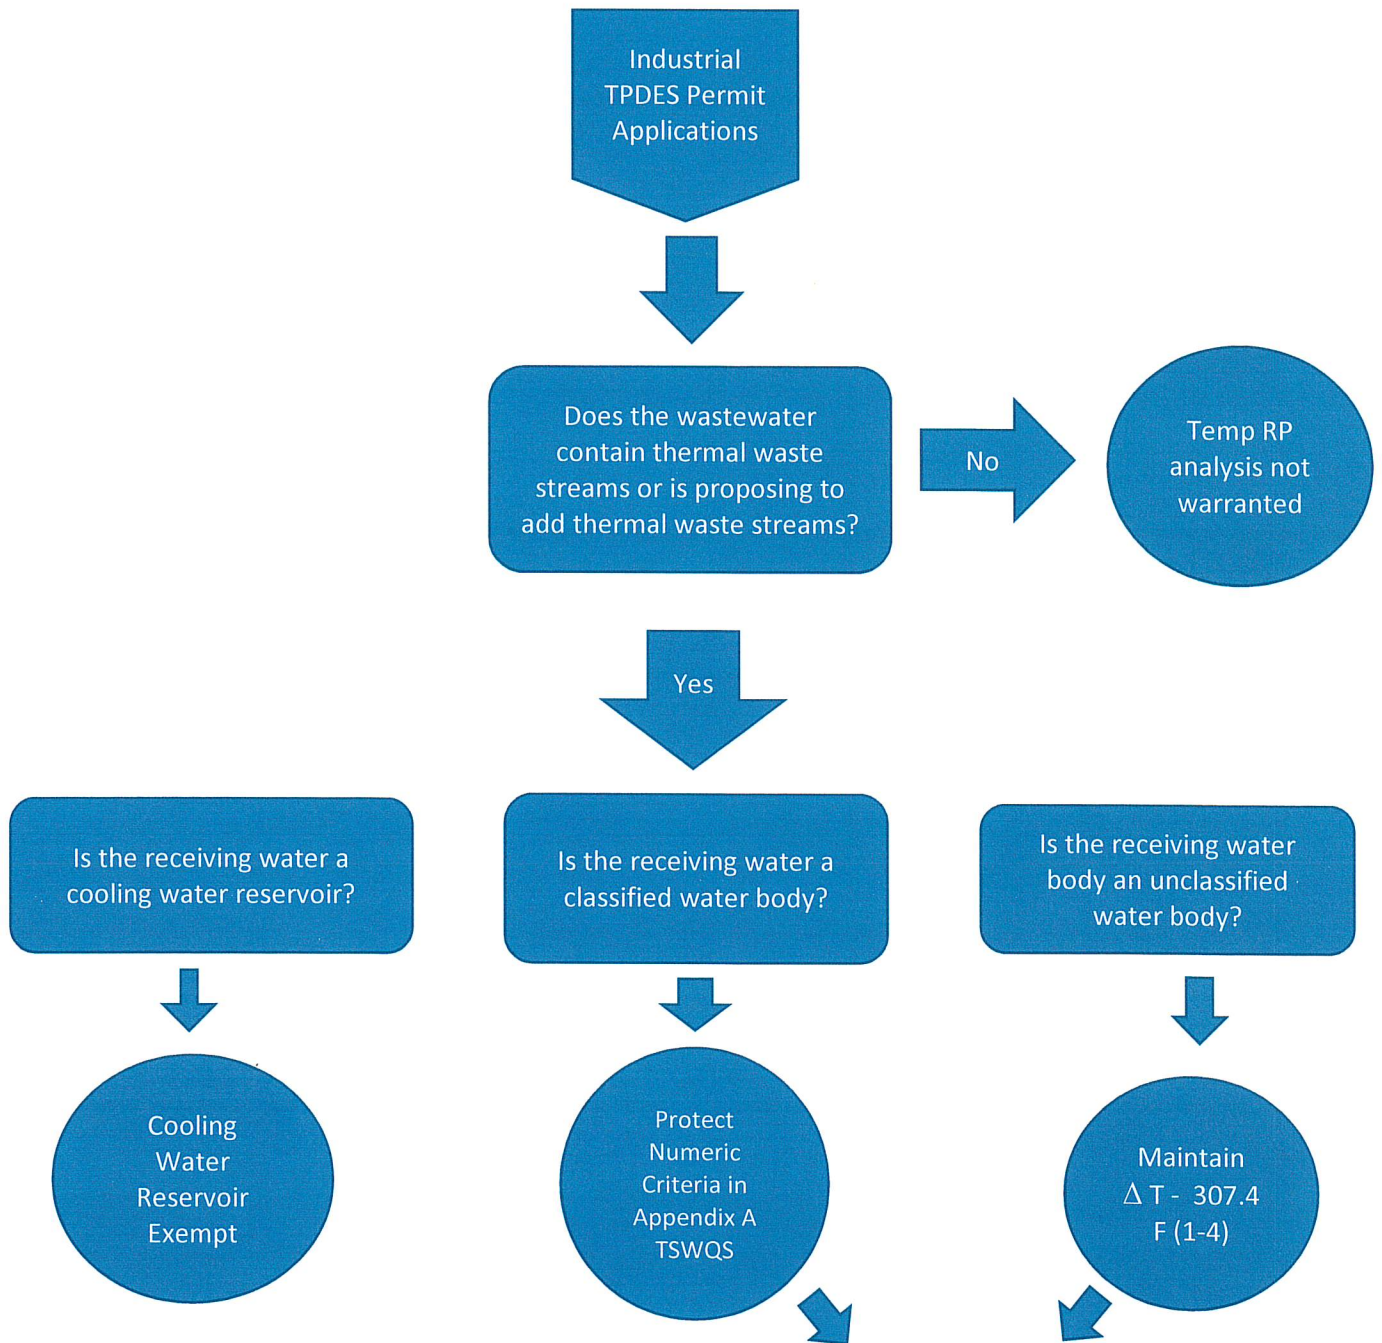 Industrial
TPDES Permit
Applications
Does the wastewater
contain thermal waste
streams or is proposing to
add thermal waste streams?
No
Temp RP
analysis not
warranted
Yes
Is the receiving water a
cooling water reservoir?
Is the receiving water a
classified water body?
Is the receiving water
body an unclassified
water body?
Cooling
Water
Reservoir
Exempt
Protect
Numeric
Criteria in
Appendix A
TSWQS
Maintain
Δ T - 307.4
F (1-4)